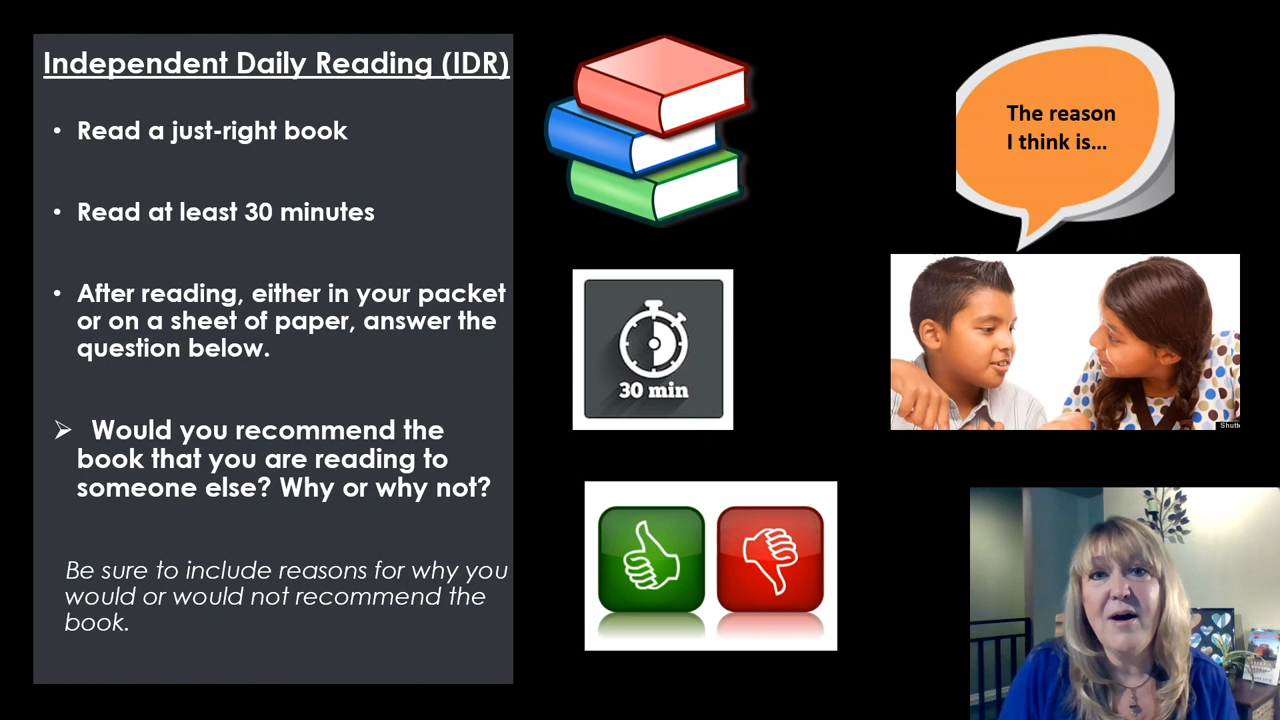 Independent Daily Reading (IDR)
• Read a just-right book
• Read at least 30 minutes
• After reading, either in your packet
or on a sheet of paper, answer the
question below.
➢ Would you recommend the
book that you are reading to
someone else? Why or why not?
Be sure to include reasons for why you
would or would not recommend the
book.
30 min
The reason
I think is...